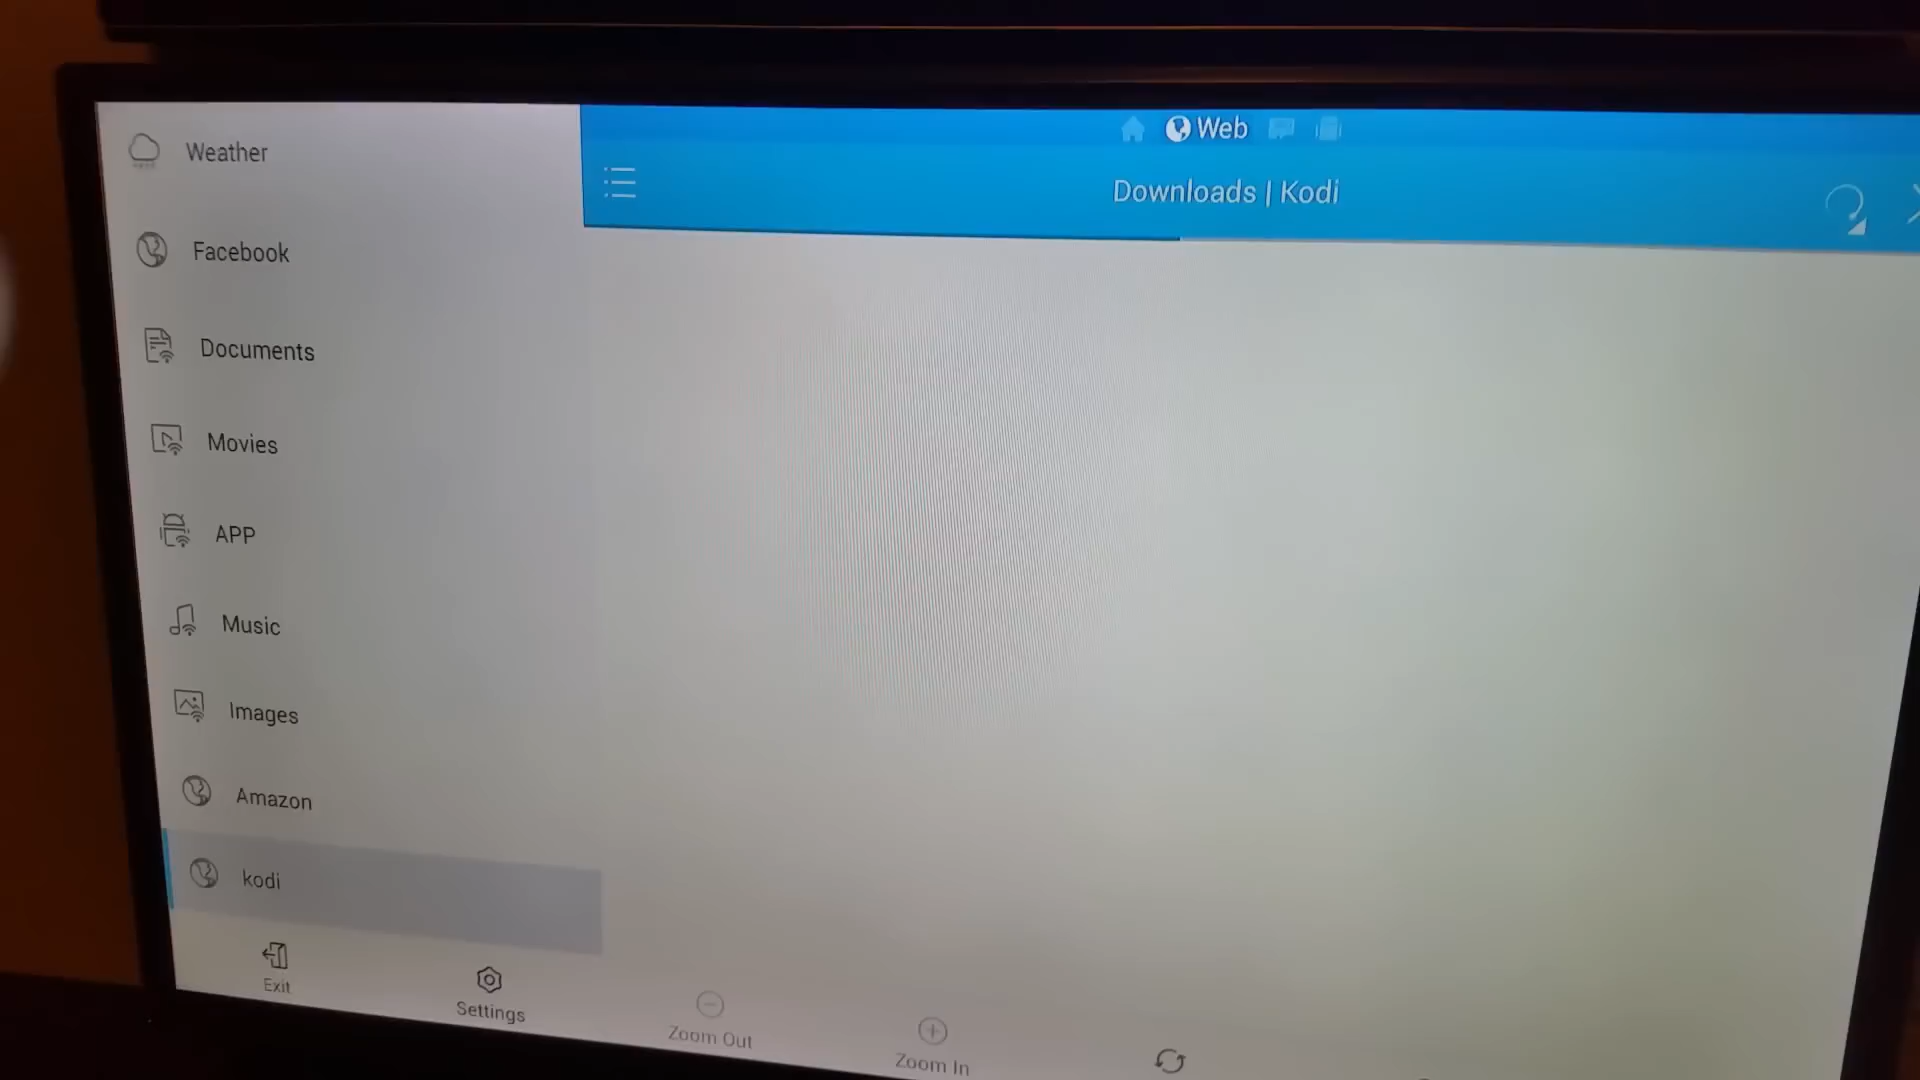 Weather
Facebook
Documents
Movies
APP
Music
Images
Amazon
kodi
Exit
Settings
Zoom Out
Zoom In
Web
Downloads | Kodi